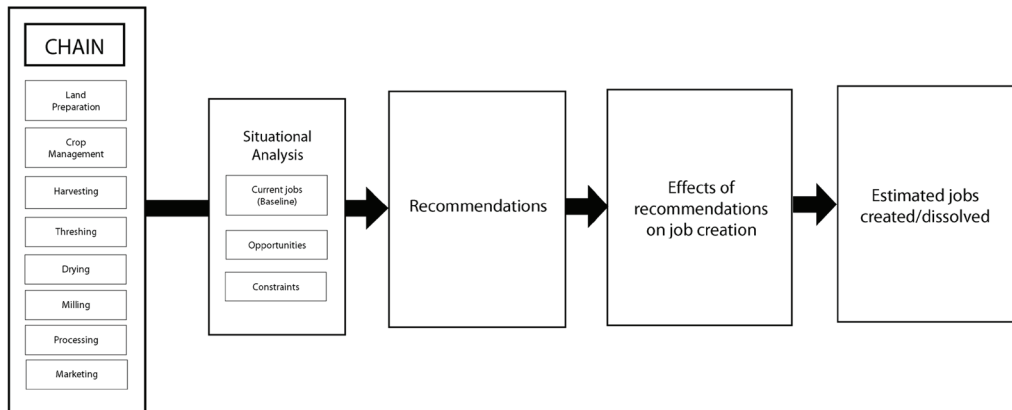 CHAIN
Land
Preparation
Crop
Management
Harvesting
Threshing
Drying
Milling
Processing
Marketing
Situational
Analysis
Current jobs
(Baseline)
Opportunities
Constraints
Recommendations
Effects of
recommendations
on job creation
Estimated jobs
created/dissolved